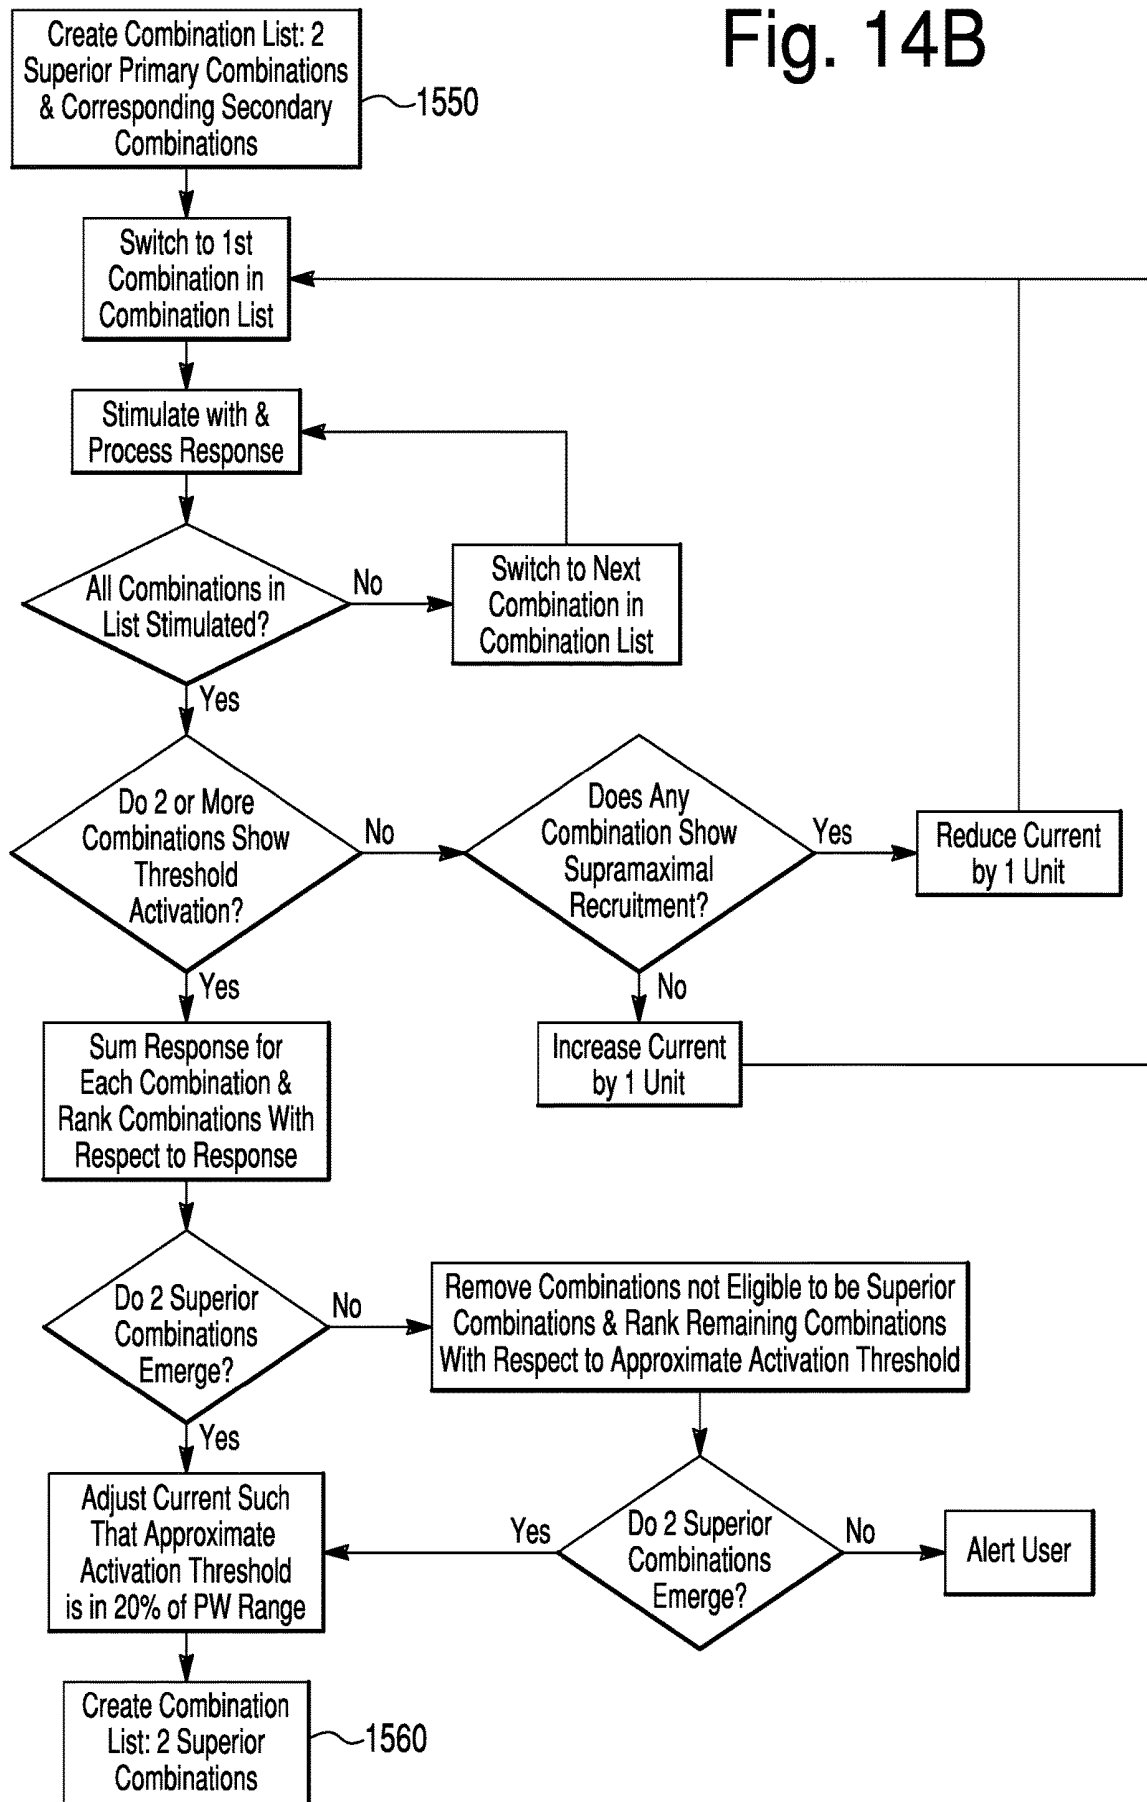 Fig. 14B
Create Combination List: 2
Superior Primary Combinations
& Corresponding Secondary
Combinations
1550
Switch to 1st
Combination in
Combination List
Stimulate with &
Process Response
All Combinations in
List Stimulated?
No
Switch to Next
Combination in
Combination List
Yes
Do 2 or More
Combinations Show
Threshold
Activation?
No
Does Any
Combination Show
Supramaximal
Recruitment?
Yes
Reduce Current
by 1 Unit
Yes
No
Sum Response for
Each Combination &
Rank Combinations With
Respect to Response
Increase Current
by 1 Unit
Do 2 Superior
Combinations
Emerge?
No
Remove Combinations not Eligible to be Superior
Combinations & Rank Remaining Combinations
With Respect to Approximate Activation Threshold
Yes
Adjust Current Such
That Approximate
Activation Threshold
is in 20% of PW Range
Yes
Do 2 Superior
Combinations
Emerge?
No
Alert User
Create Combination
List: 2 Superior
Combinations
1560